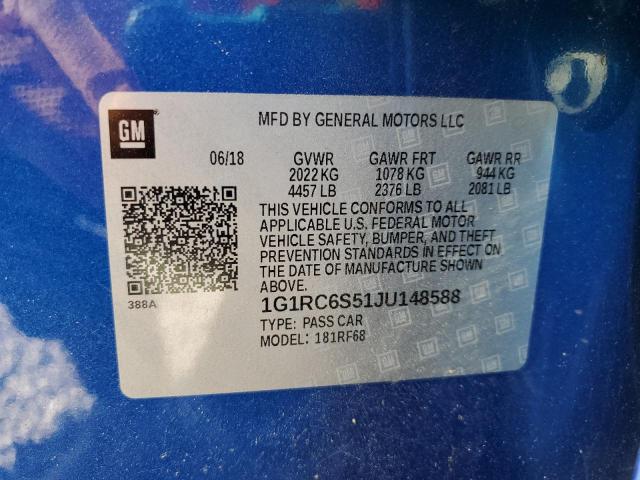 GM
MFD BY GENERAL MOTORS LLC
06/18 GVWR GAWR FRT GAWR RR
2022 KG 1078 KG 944 KG
4457 LB 2376 LB 2081 LB
THIS VEHICLE CONFORMS TO ALL
APPLICABLE U.S. FEDERAL MOTOR
VEHICLE SAFETY, BUMPER, AND THEFT
PREVENTION STANDARDS IN EFFECT ON
THE DATE OF MANUFACTURE SHOWN
ABOVE.
388A
1G1RC6S51JU148588
TYPE: PASS CAR
MODEL: 181RF68